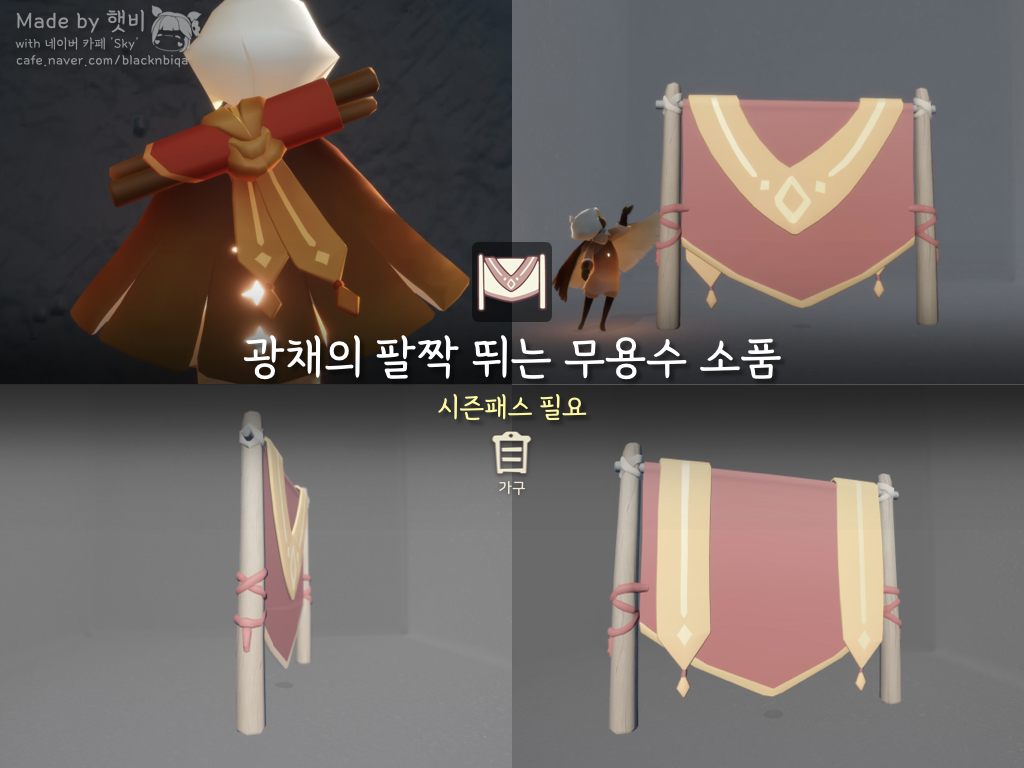 Made by 햇비
with 네이버 카페 'Sky'
cafe.naver.com/blacknbiqa
광채의 팔짝 뛰는 무용수 소품
시즌패스 필요
가구